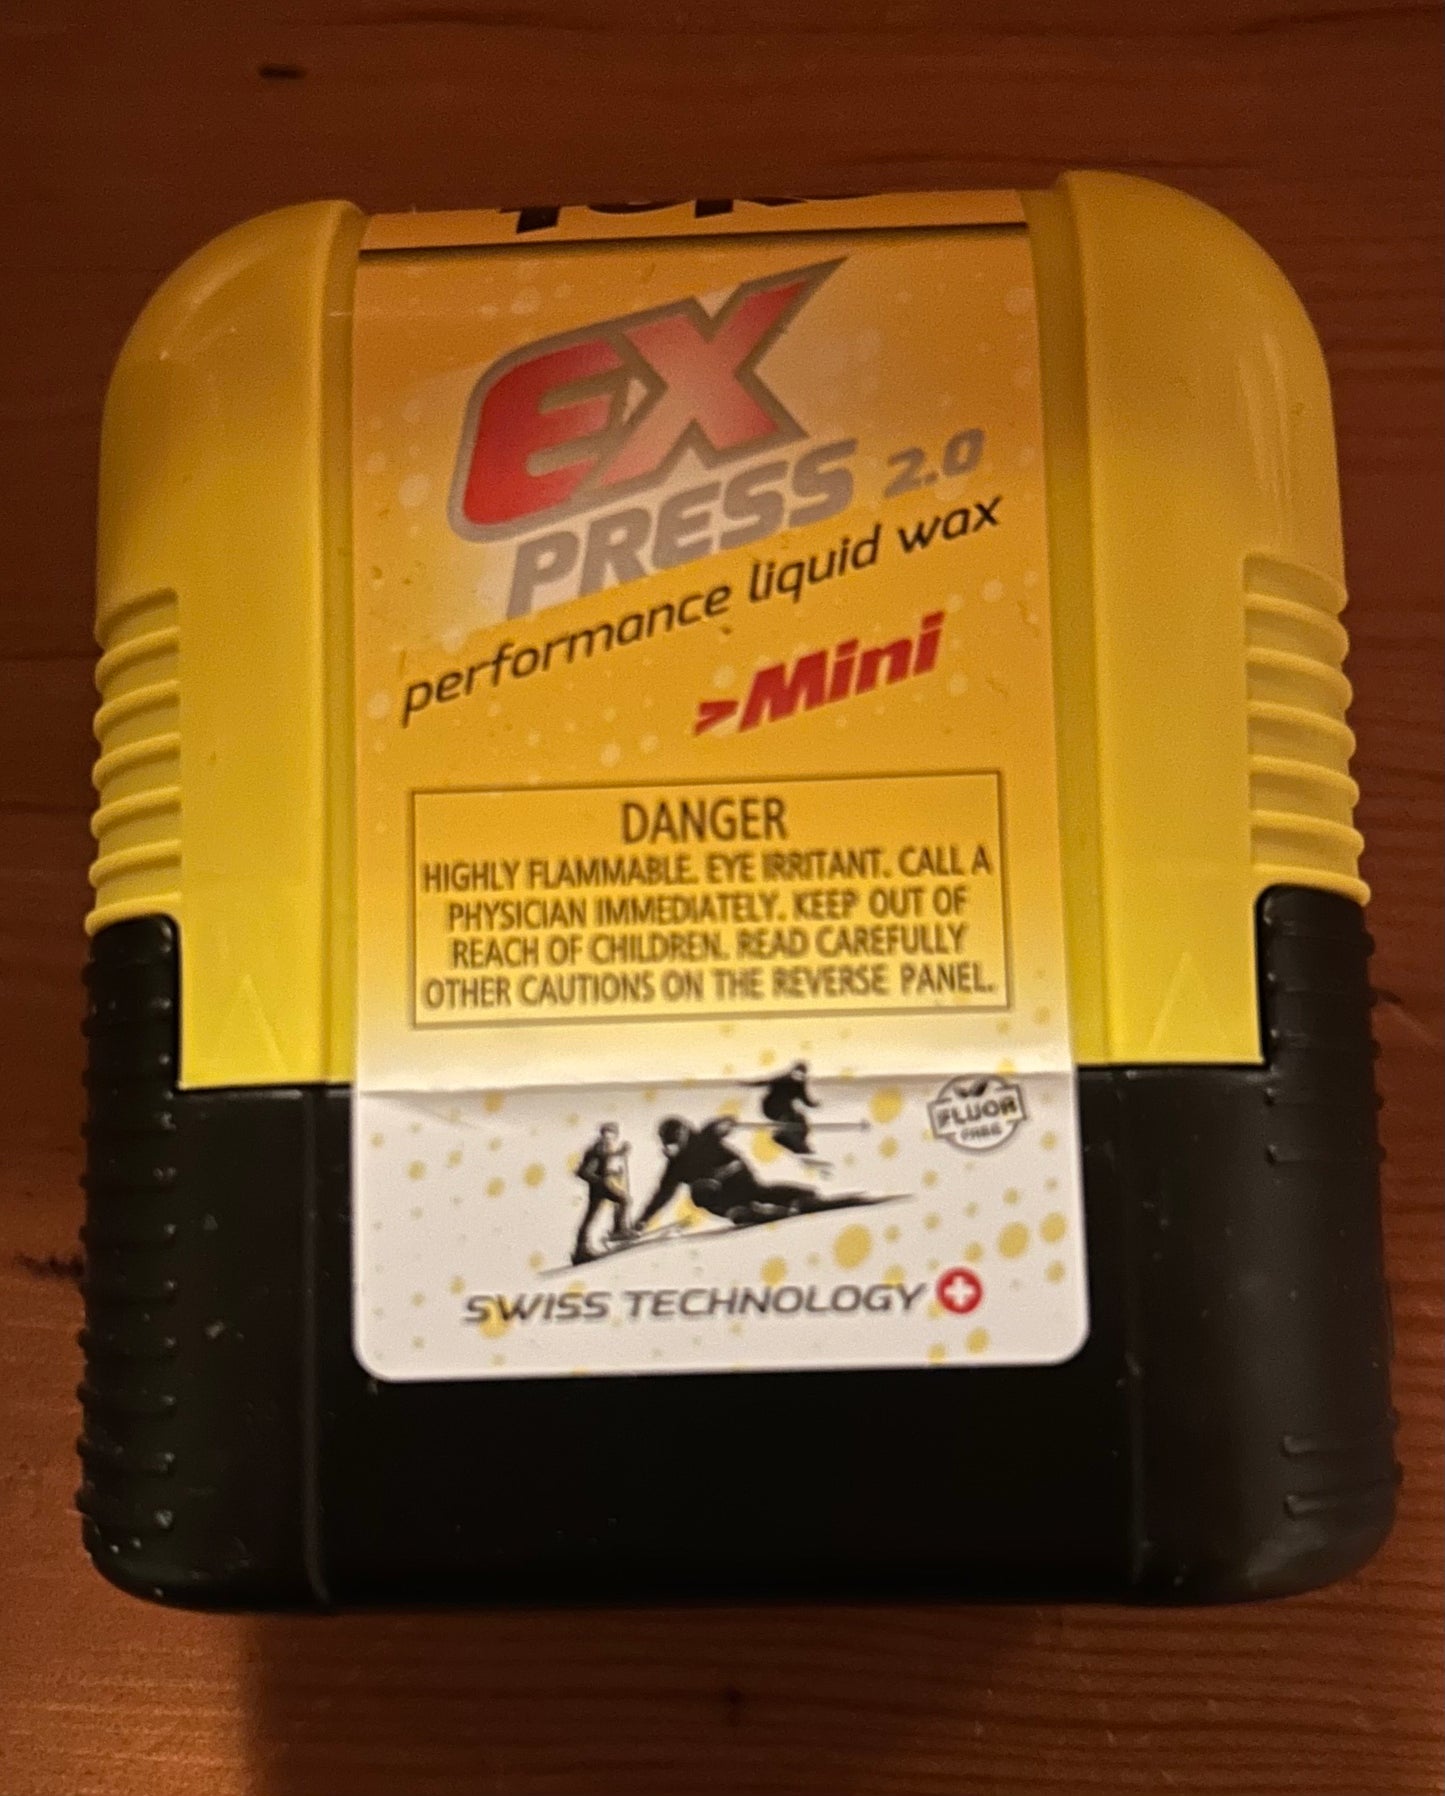 EX
PRESS 2.0
performance liquid wax
>Mini
DANGER
HIGHLY FLAMMABLE. EYE IRRITANT. CALL A
PHYSICIAN IMMEDIATELY. KEEP OUT OF
REACH OF CHILDREN. READ CAREFULLY
OTHER CAUTIONS ON THE REVERSE PANEL.
FLUOR
FREE
SWISS TECHNOLOGY